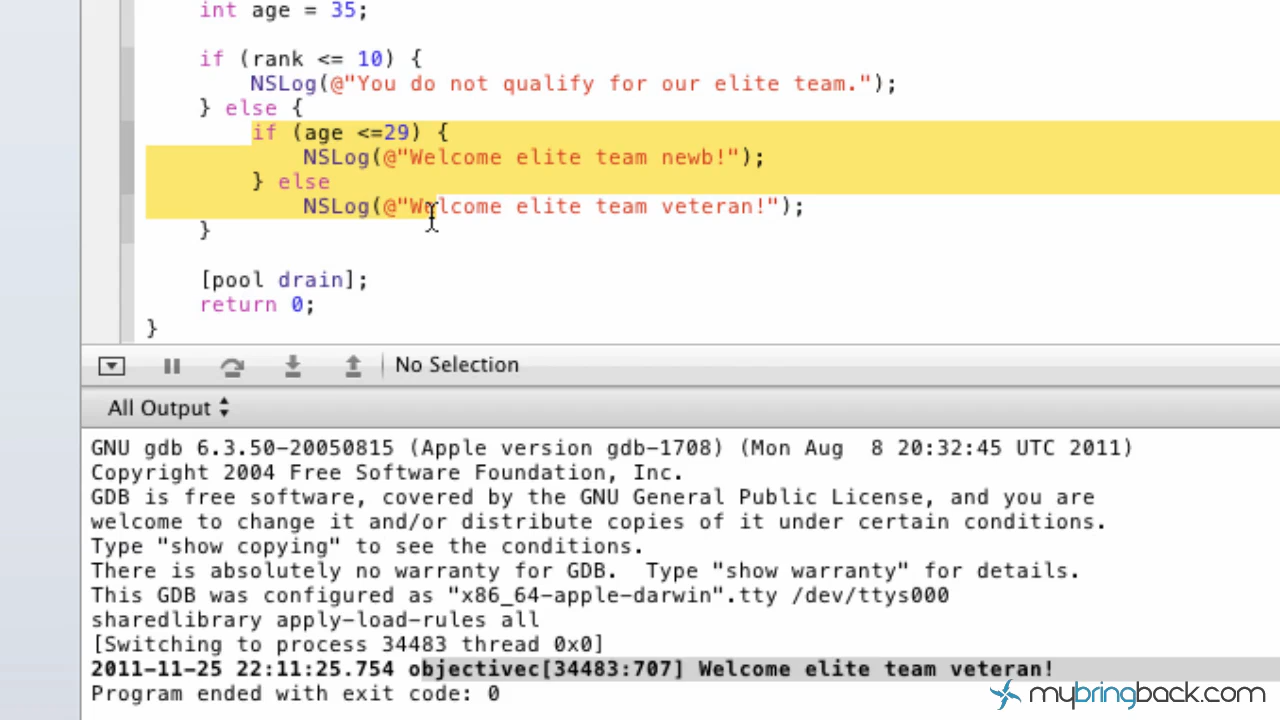 int age = 35;
if (rank <= 10) {
NSLog(@"You do not qualify for our elite team.");
} else {
if (age <=29) {
NSLog(@"Welcome elite team newb!");
} else
NSLog(@"Welcome elite team veteran!");
}
[pool drain];
return 0;
}
No Selection
All Output
GNU gdb 6.3.50-20050815 (Apple version gdb-1708) (Mon Aug  8 20:32:45 UTC 2011)
Copyright 2004 Free Software Foundation, Inc.
GDB is free software, covered by the GNU General Public License, and you are
welcome to change it and/or distribute copies of it under certain conditions.
Type "show copying" to see the conditions.
There is absolutely no warranty for GDB.  Type "show warranty" for details.
This GDB was configured as "x86_64-apple-darwin".tty /dev/ttys000
sharedlibrary apply-load-rules all
[Switching to process 34483 thread 0x0]
2011-11-25 22:11:25.754 objectivec[34483:707] Welcome elite team veteran!
Program ended with exit code: 0
mybringback.com